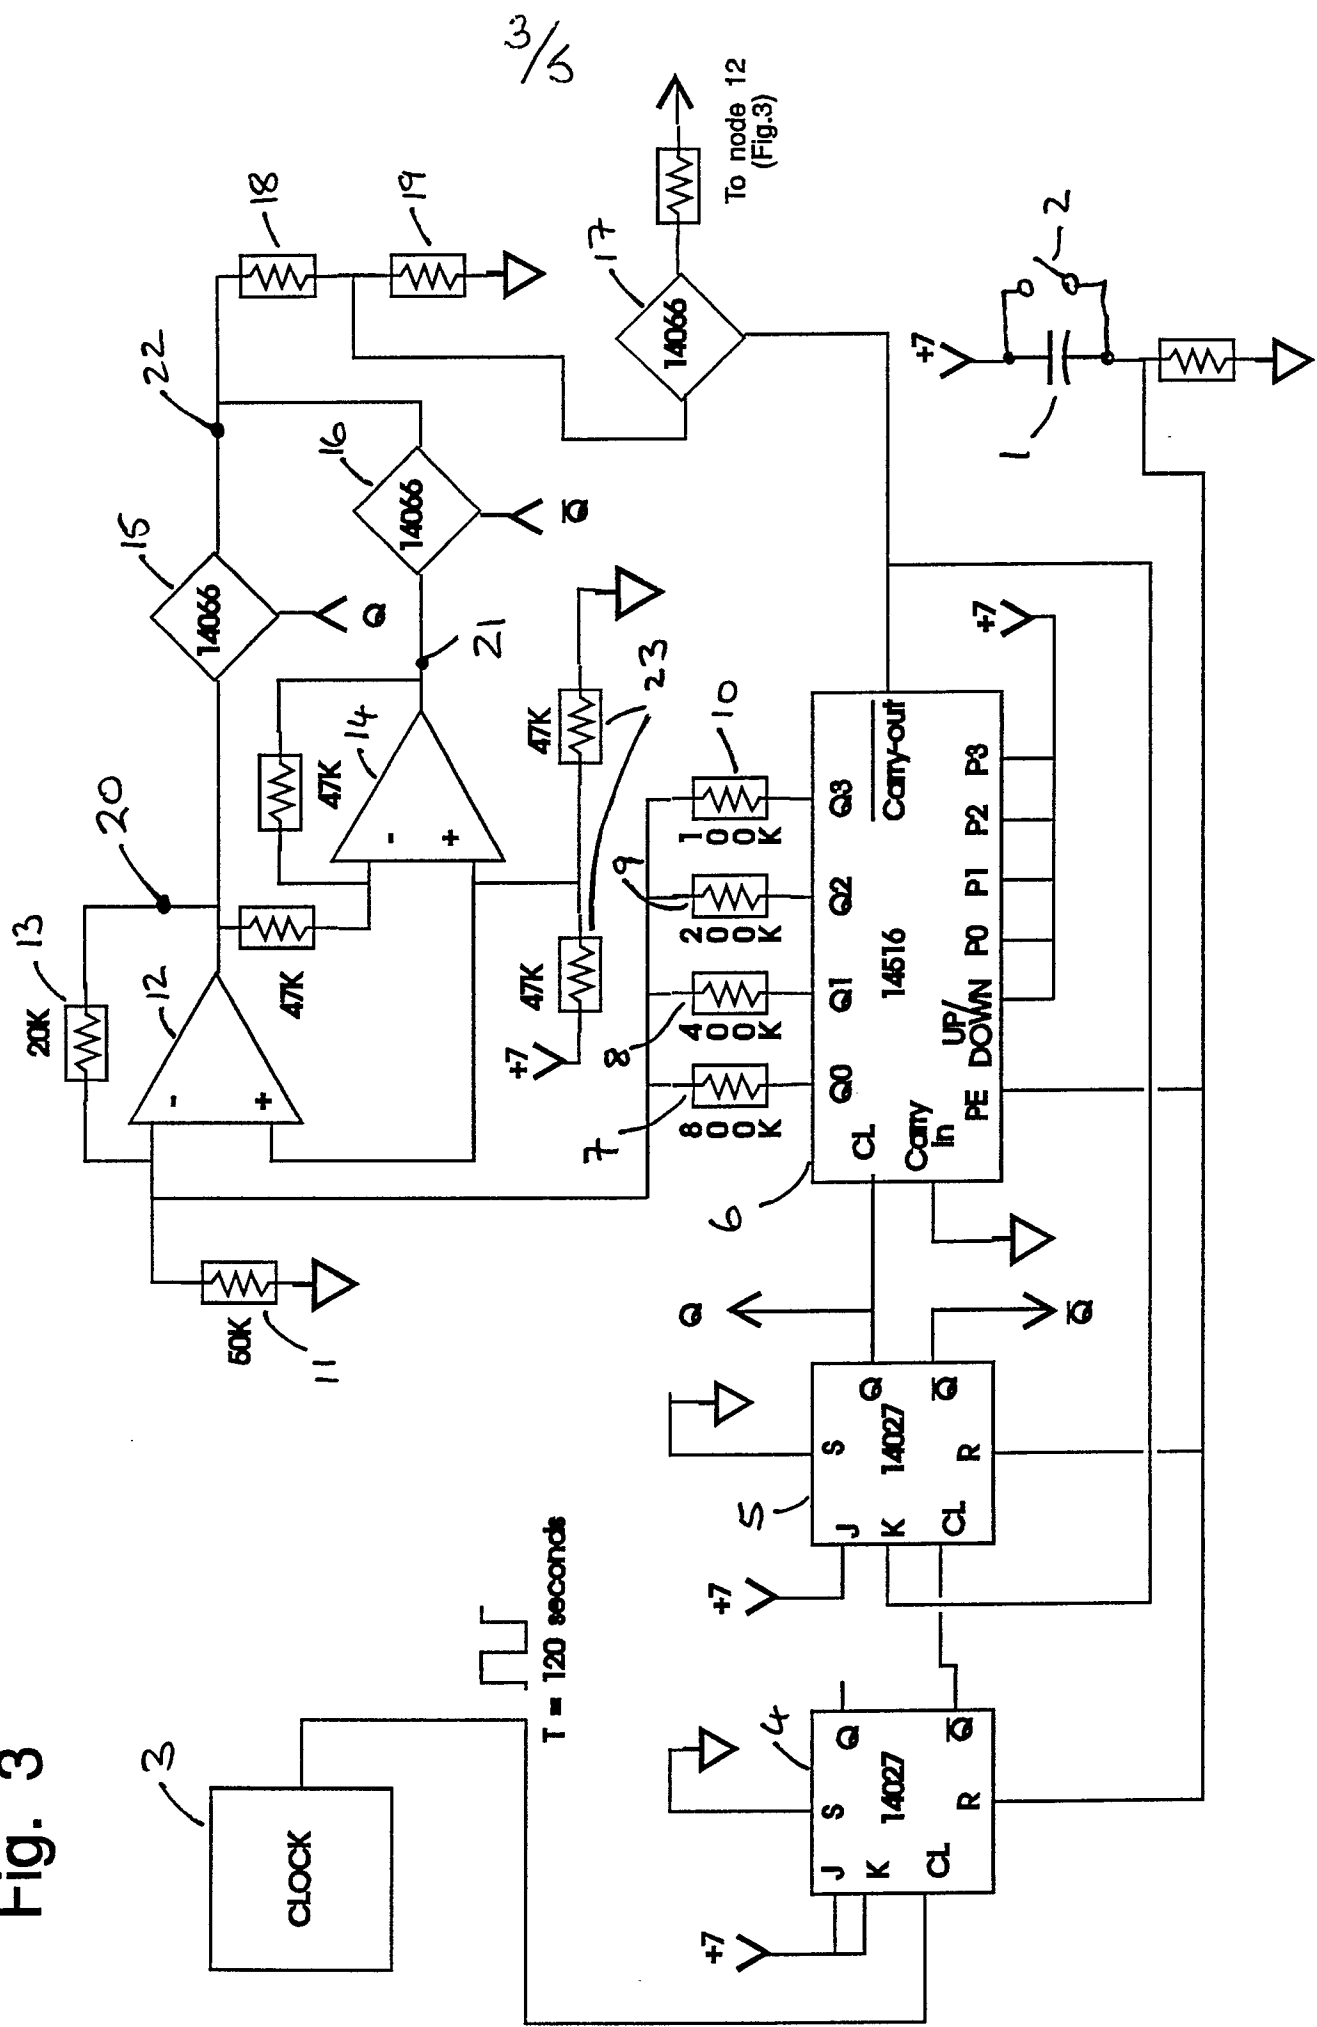 Fig. 3
3/5
CLOCK
3
T = 120 seconds
20K
13
12
-
+
50K
11
20
47K
47K
14
-
+
15
14066
Q
22
16
14066
Q̅
21
18
19
17
14066
To node 12
(Fig.3)
+7
47K
47K
23
7
800K
8
400K
9
200K
10
100K
6
CL
Carry
In
PE
UP/
DOWN
P0
P1
P2
P3
Q0
Q1
Q2
Q3
14516
Carry-out
+7
+7
1
2
+7
4
J
K
CL
S
R
14027
Q
Q̅
+7
5
J
K
CL
S
R
14027
Q
Q̅
Q
Q̅